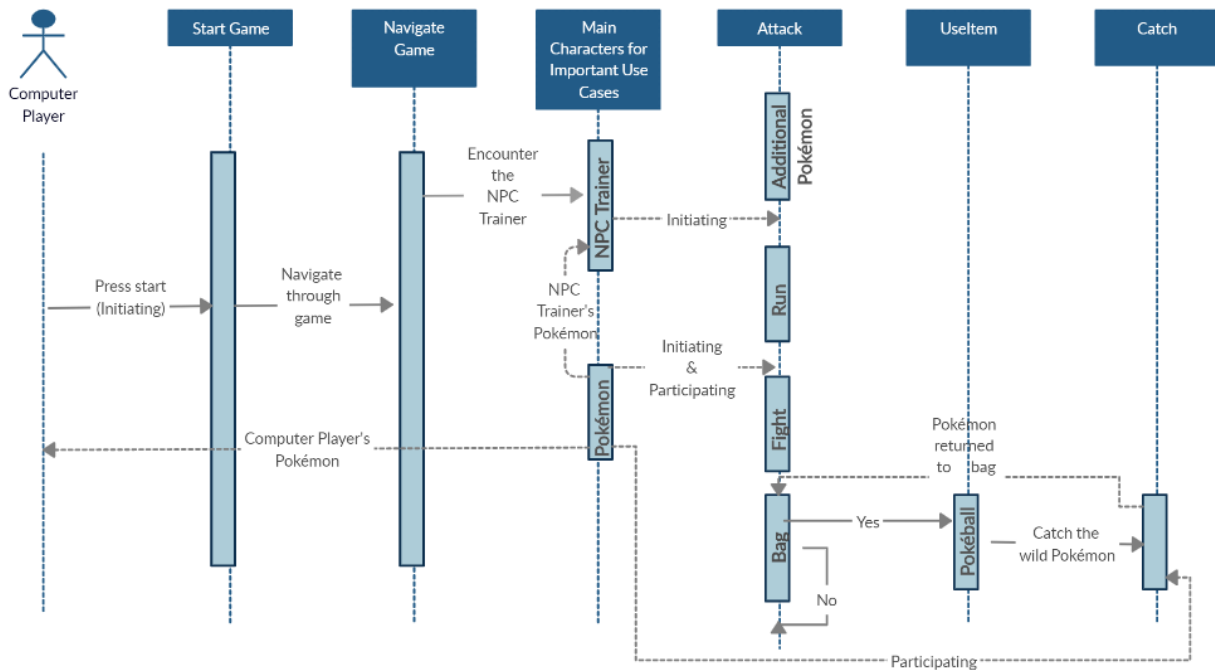 Computer
Player
Start Game
Navigate
Game
Main
Characters for
Important Use
Cases
Attack
UseItem
Catch
Additional
Pokémon
Encounter
the
NPC
Trainer
NPC Trainer
Initiating
Press start
(Initiating)
Navigate
through
game
NPC
Trainer's
Pokémon
Run
Initiating
&
Participating
Pokémon
Fight
Computer Player's
Pokémon
Pokémon
returned
to bag
Bag
Yes
Pokéball
Catch the
wild Pokémon
No
Participating